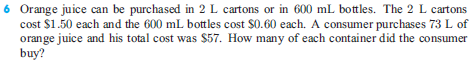 6 Orange juice can be purchased in 2 L cartons or in 600 mL bottles. The 2 L cartons
cost $1.50 each and the 600 mL bottles cost $0.60 each. A consumer purchases 73 L of
orange juice and his total cost was $57. How many of each container did the consumer
buy?